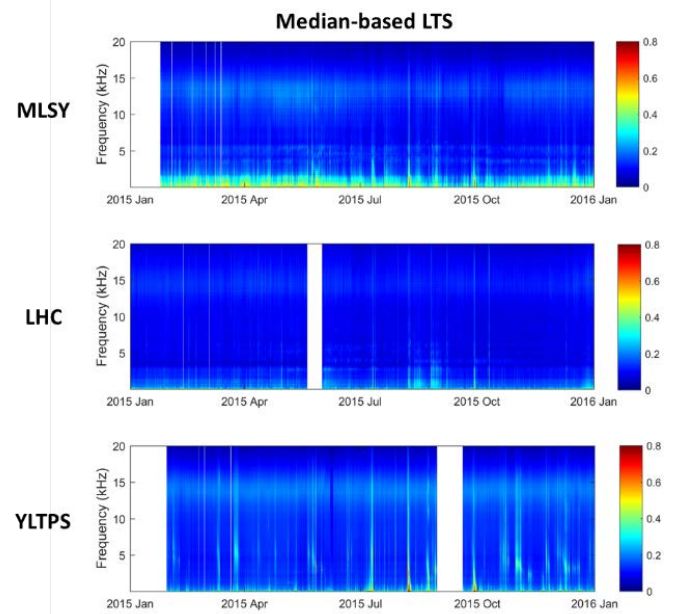 Median-based LTS
MLSY
Frequency (kHz)
20
15
10
5
2015 Jan
2015 Apr
2015 Jul
2015 Oct
2016 Jan
0.8
0.6
0.4
0.2
0
LHC
Frequency (kHz)
20
15
10
5
2015 Jan
2015 Apr
2015 Jul
2015 Oct
2016 Jan
0.8
0.6
0.4
0.2
0
YLTPS
Frequency (kHz)
20
15
10
5
2015 Jan
2015 Apr
2015 Jul
2015 Oct
2016 Jan
0.8
0.6
0.4
0.2
0